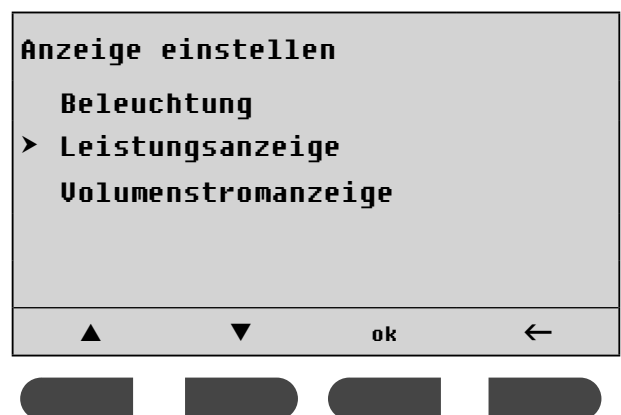 Anzeige einstellen
Beleuchtung
➤ Leistungsanzeige
Volumenstromanzeige
▲ ▼ ok ←